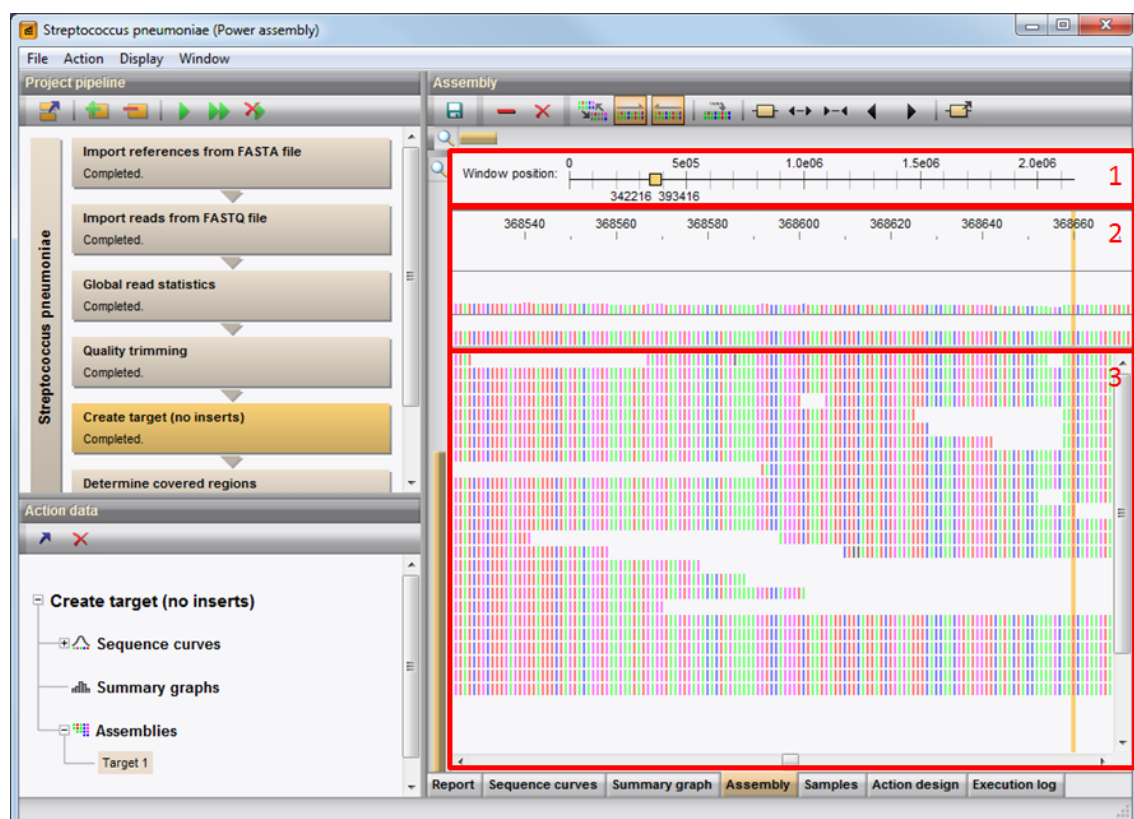 Streptococcus pneumoniae (Power assembly)
File Action Display Window
Project pipeline
Streptococcus pneumoniae
Import references from FASTA file
Completed.
Import reads from FASTQ file
Completed.
Global read statistics
Completed.
Quality trimming
Completed.
Create target (no inserts)
Completed.
Determine covered regions
Action data
Create target (no inserts)
Sequence curves
Summary graphs
Assemblies
Target 1
Assembly
0 5e05 1.0e06 1.5e06 2.0e06
Window position:
1
342216 393416
368540 368560 368580 368600 368620 368640 368660
2
3
Report Sequence curves Summary graph Assembly Samples Action design Execution log